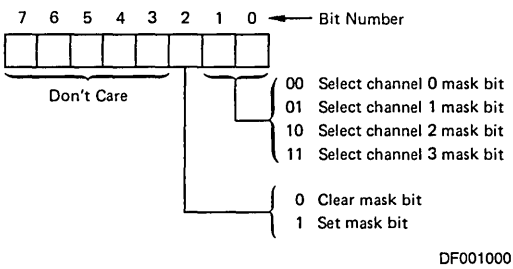 7 6 5 4 3 2 1 0 Bit Number
Don't Care
00 Select channel 0 mask bit
01 Select channel 1 mask bit
10 Select channel 2 mask bit
11 Select channel 3 mask bit
0 Clear mask bit
1 Set mask bit
DF001000